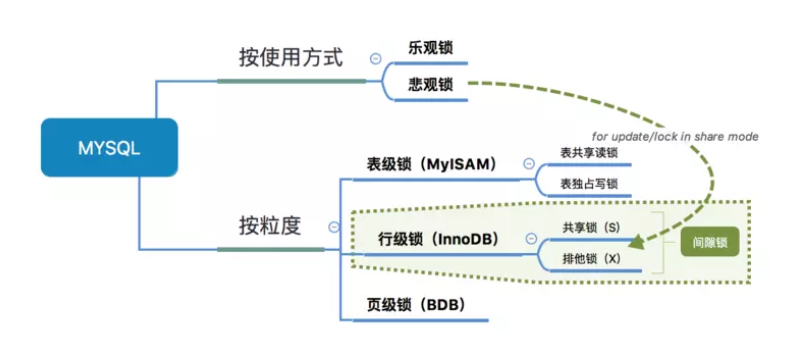 MYSQL
按使用方式
乐观锁
悲观锁
for update/lock in share mode
按粒度
表级锁（MyISAM）
表共享读锁
表独占写锁
行级锁（InnoDB）
共享锁（S）
排他锁（X）
间隙锁
页级锁（BDB）